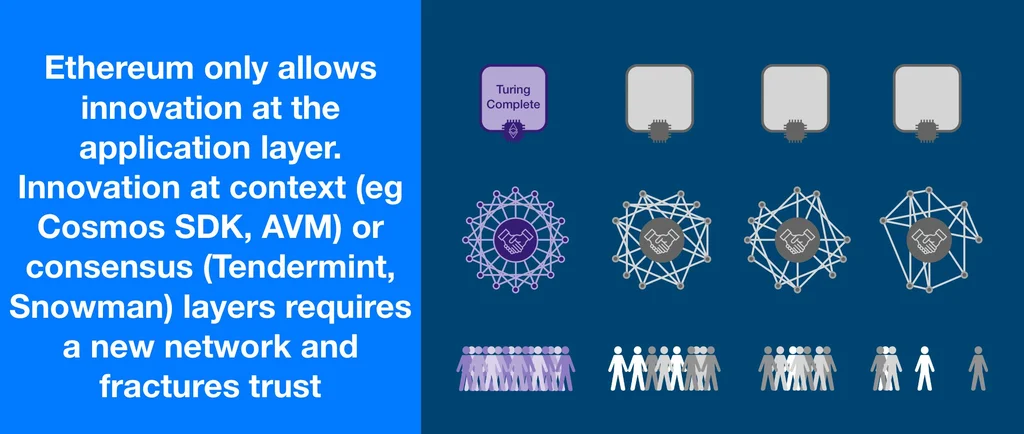 Ethereum only allows
innovation at the
application layer.
Innovation at context (eg
Cosmos SDK, AVM) or
consensus (Tendermint,
Snowman) layers requires
a new network and
fractures trust
Turing
Complete